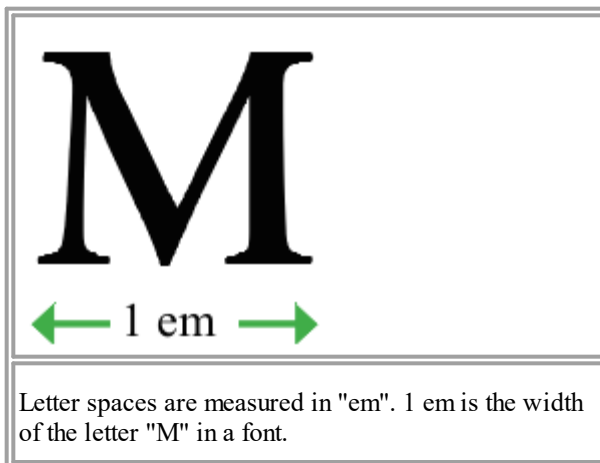 M
1 em
Letter spaces are measured in "em". 1 em is the width
of the letter "M" in a font.